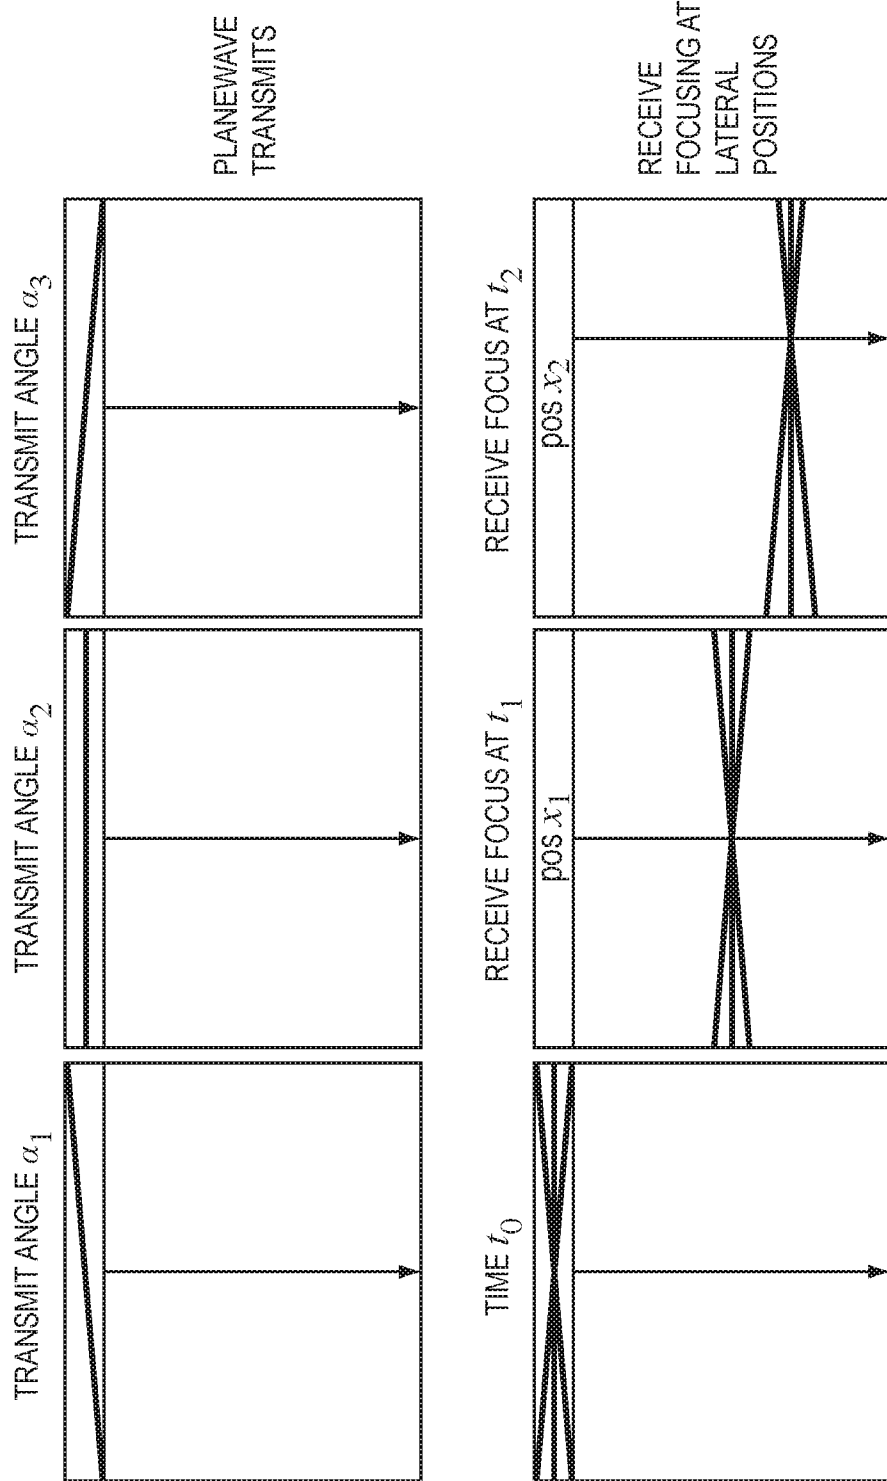 TRANSMIT ANGLE α1
TRANSMIT ANGLE α2
TRANSMIT ANGLE α3
PLANEWAVE
TRANSMITS
TIME t0
RECEIVE FOCUS AT t1
pos x1
RECEIVE FOCUS AT t2
pos x2
RECEIVE
FOCUSING AT
LATERAL
POSITIONS